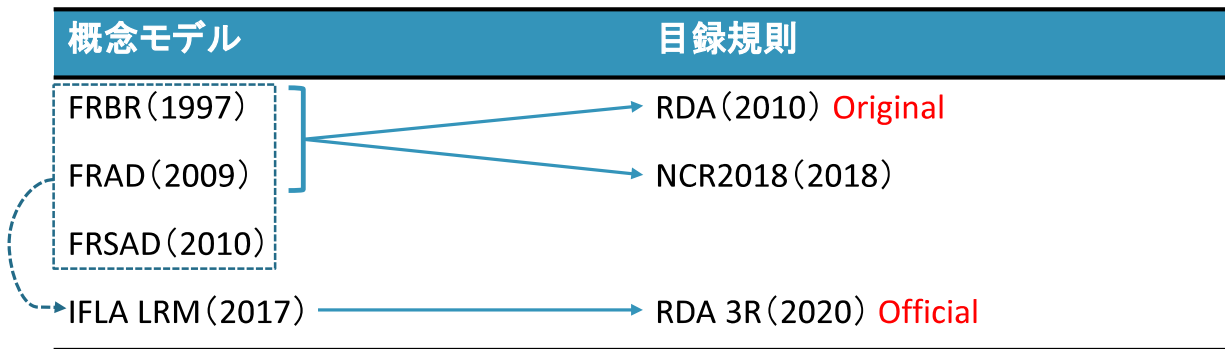 概念モデル 目録規則
FRBR（1997） RDA（2010） Original
FRAD（2009） NCR2018（2018）
FRSAD（2010）
IFLA LRM（2017） RDA 3R（2020） Official